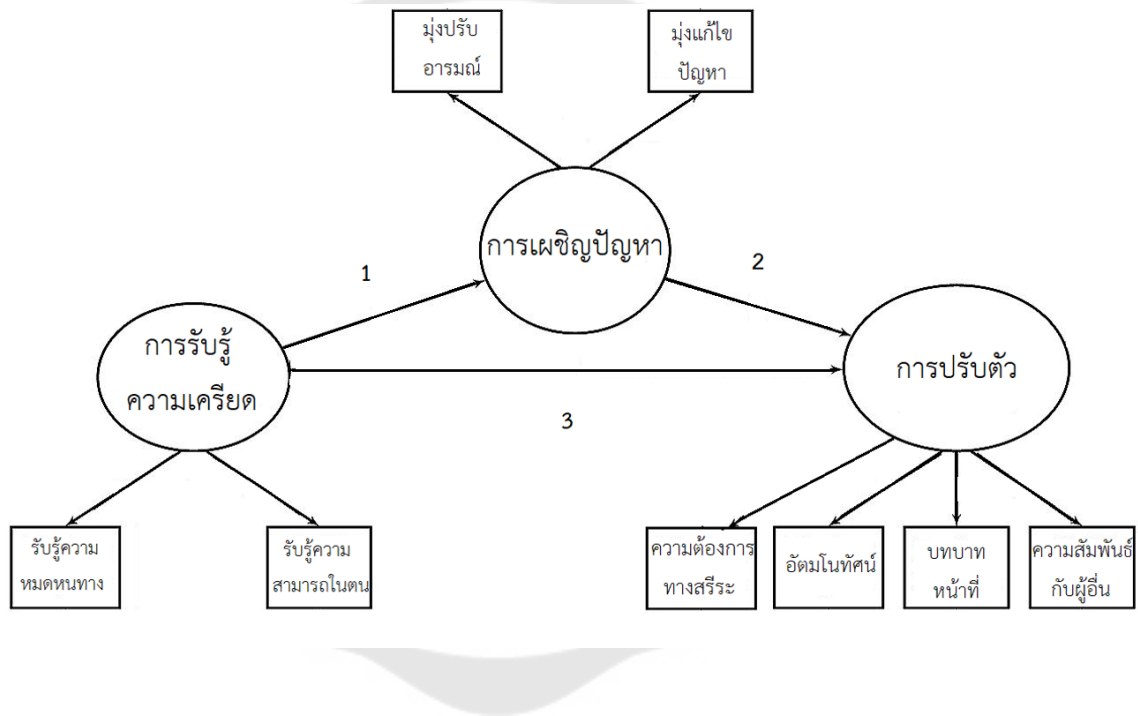 มุ่งปรับ
อารมณ์
มุ่งแก้ไข
ปัญหา
การเผชิญปัญหา
1
2
การรับรู้
ความเครียด
การปรับตัว
3
รับรู้ความ
หมดหนทาง
รับรู้ความ
สามารถในตน
ความต้องการ
ทางสรีระ
อัตมโนทัศน์
บทบาท
หน้าที่
ความสัมพันธ์
กับผู้อื่น